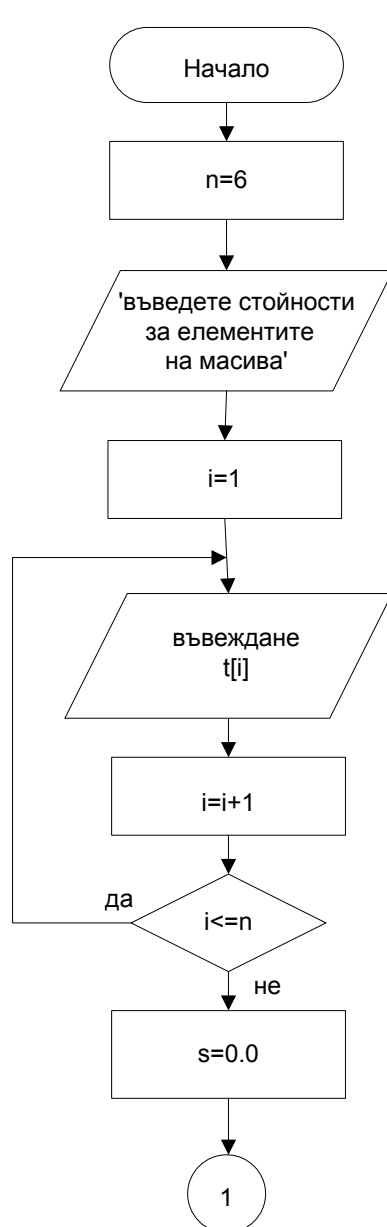 Начало
n=6
'въведете стойности
за елементите
на масива'
i=1
въвеждане
t[i]
i=i+1
да
i<=n
не
s=0.0
1